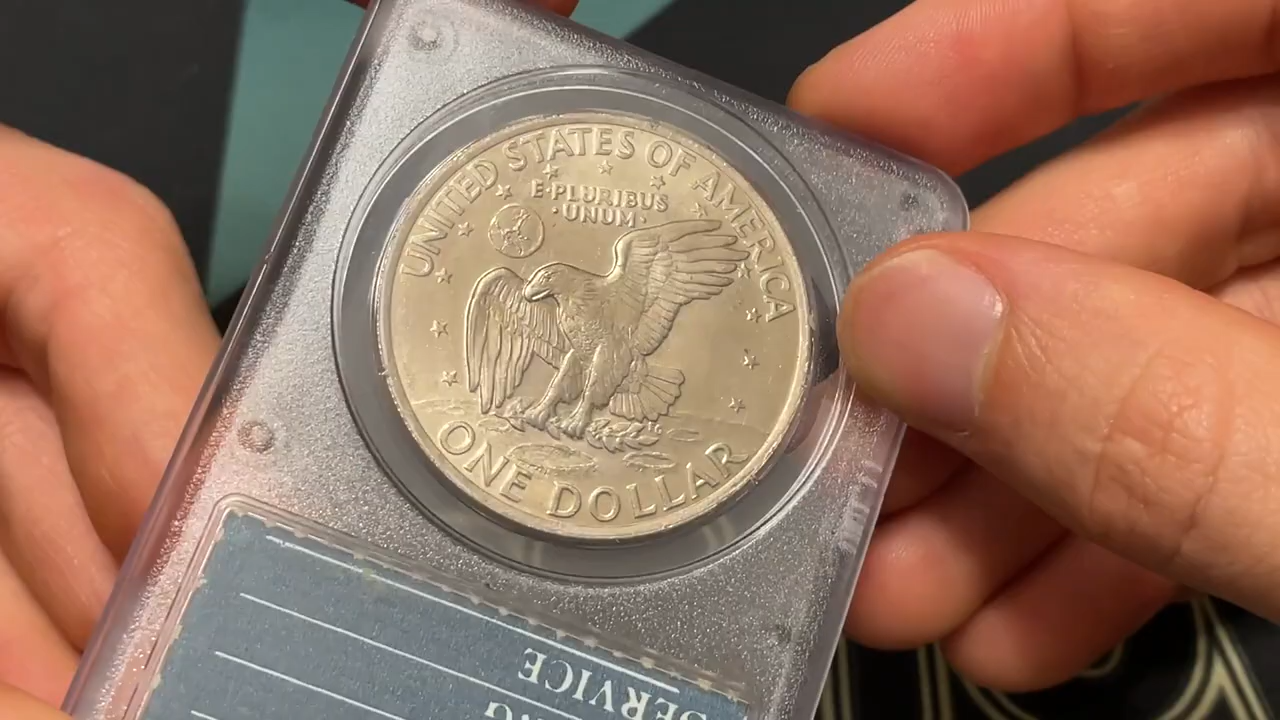 UNITED STATES OF AMERICA
E·PLURIBUS
·UNUM·
ONE DOLLAR
SERVICE